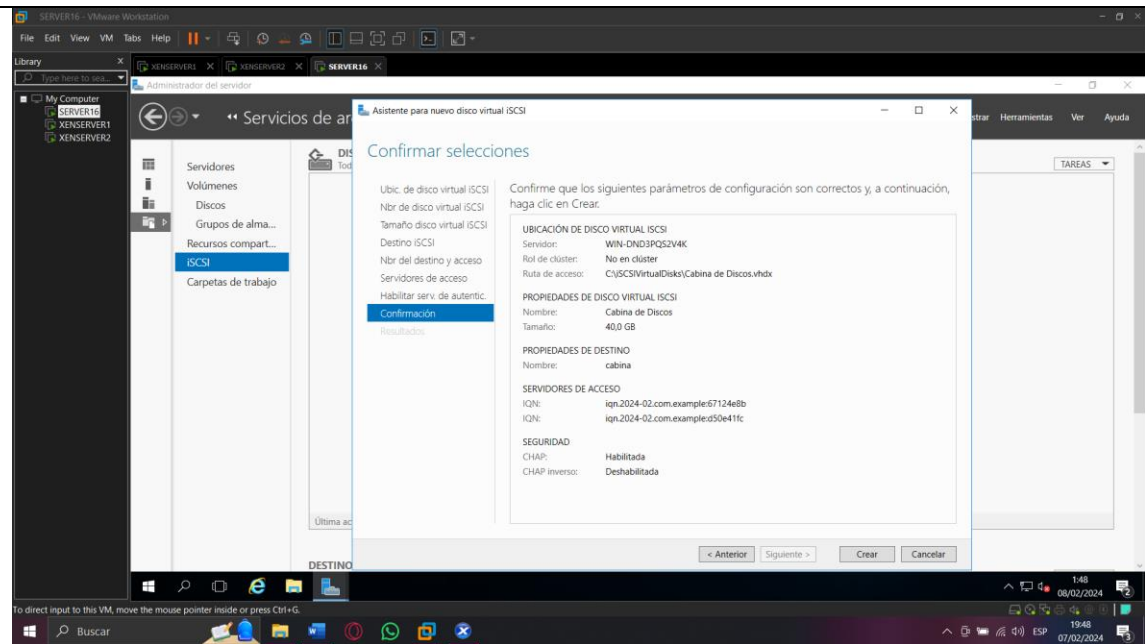 SERVER16 - VMware Workstation
File Edit View VM Tabs Help
Library
Type here to sea...
My Computer
SERVER16
XENSERVER1
XENSERVER2
XENSERVER1 XENSERVER2 SERVER16
Administrador del servidor
Servicios de ar
strar Herramientas Ver Ayuda
Servidores
Volúmenes
Discos
Grupos de alma...
Recursos compart...
iSCSI
Carpetas de trabajo
DIS
Tod
TAREAS
Última ac
DESTINO
Asistente para nuevo disco virtual iSCSI
Confirmar selecciones
Ubic. de disco virtual iSCSI
Nbr de disco virtual iSCSI
Tamaño disco virtual iSCSI
Destino iSCSI
Nbr del destino y acceso
Servidores de acceso
Habilitar serv. de autentic.
Confirmación
Resultados
Confirme que los siguientes parámetros de configuración son correctos y, a continuación,
haga clic en Crear.
UBICACIÓN DE DISCO VIRTUAL ISCSI
Servidor: WIN-DND3PQS2V4K
Rol de clúster: No en clúster
Ruta de acceso: C:\iSCSIVirtualDisks\Cabina de Discos.vhdx
PROPIEDADES DE DISCO VIRTUAL ISCSI
Nombre: Cabina de Discos
Tamaño: 40,0 GB
PROPIEDADES DE DESTINO
Nombre: cabina
SERVIDORES DE ACCESO
IQN: iqn.2024-02.com.example:67124e8b
IQN: iqn.2024-02.com.example:d50e41fc
SEGURIDAD
CHAP: Habilitada
CHAP inverso: Deshabilitada
< Anterior Siguiente > Crear Cancelar
1:48
08/02/2024
To direct input to this VM, move the mouse pointer inside or press Ctrl+G.
Buscar
ESP
19:48
07/02/2024